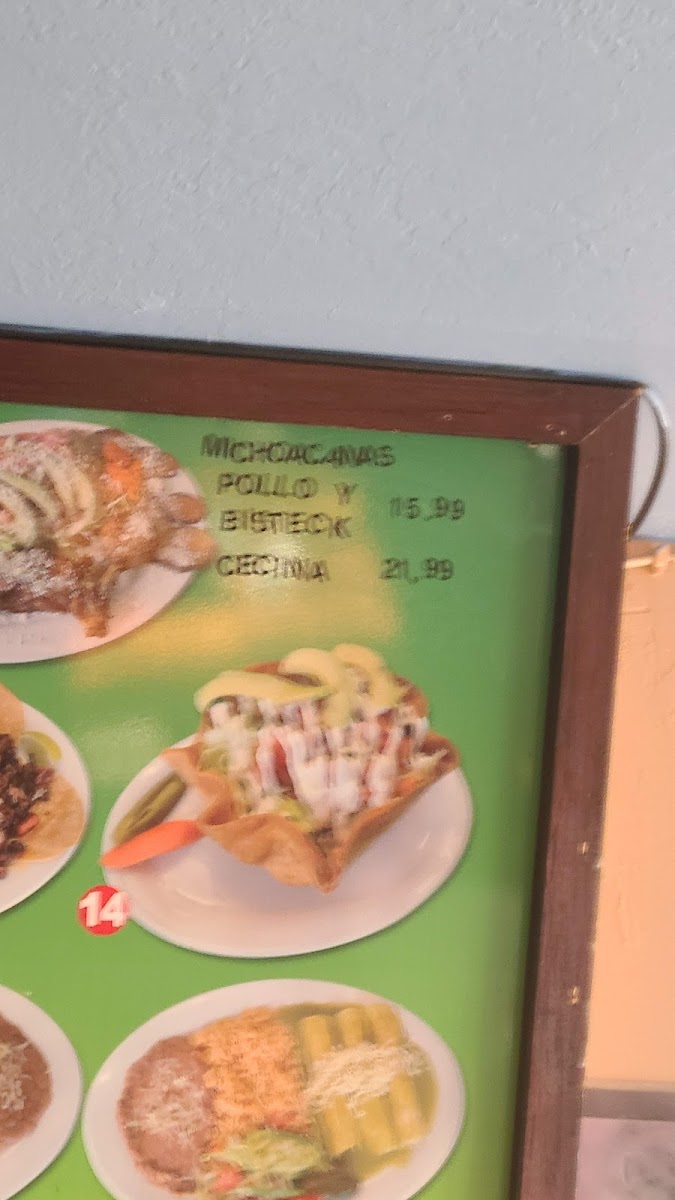 MICHOACANAS
POLLO Y
BISTECK 15.99
CECINA 21.99
14